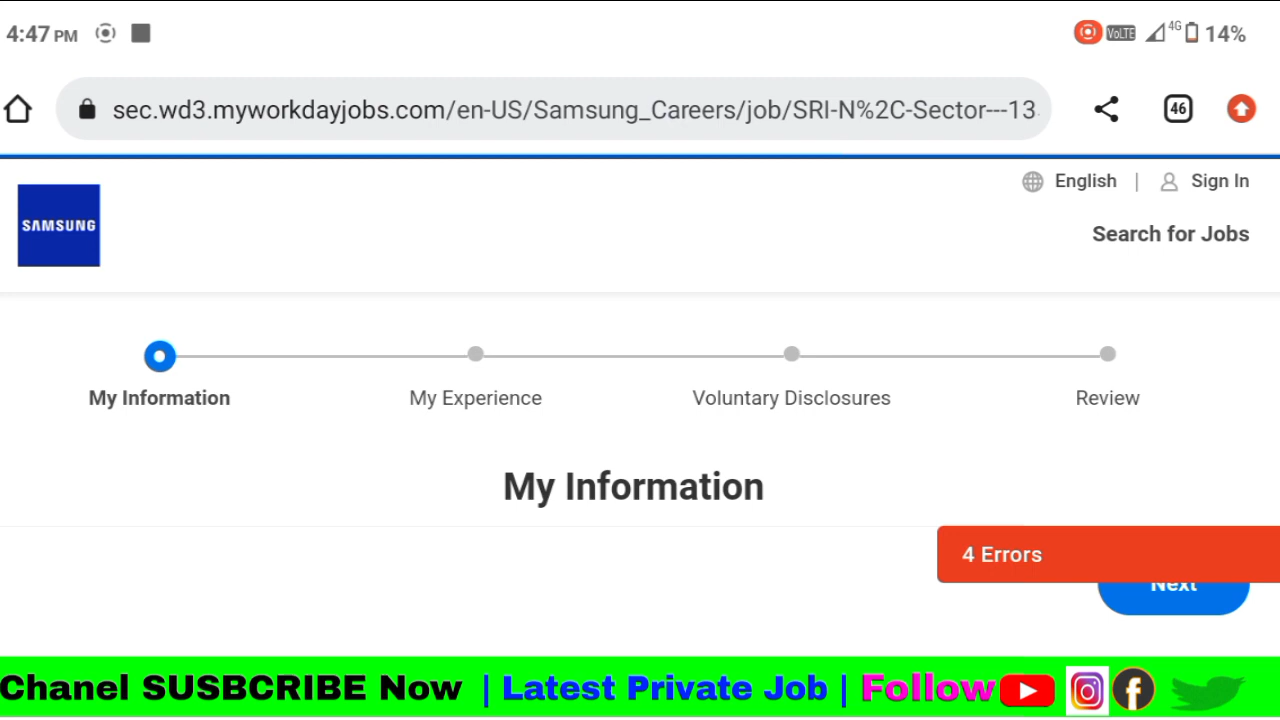 4:47 PM
VoLTE 4G 14%
sec.wd3.myworkdayjobs.com/en-US/Samsung_Careers/job/SRI-N%2C-Sector---13
46
English | Sign In
SAMSUNG
Search for Jobs
My Information
My Experience
Voluntary Disclosures
Review
My Information
4 Errors
Next
Chanel SUSBCRIBE Now | Latest Private Job | Follow